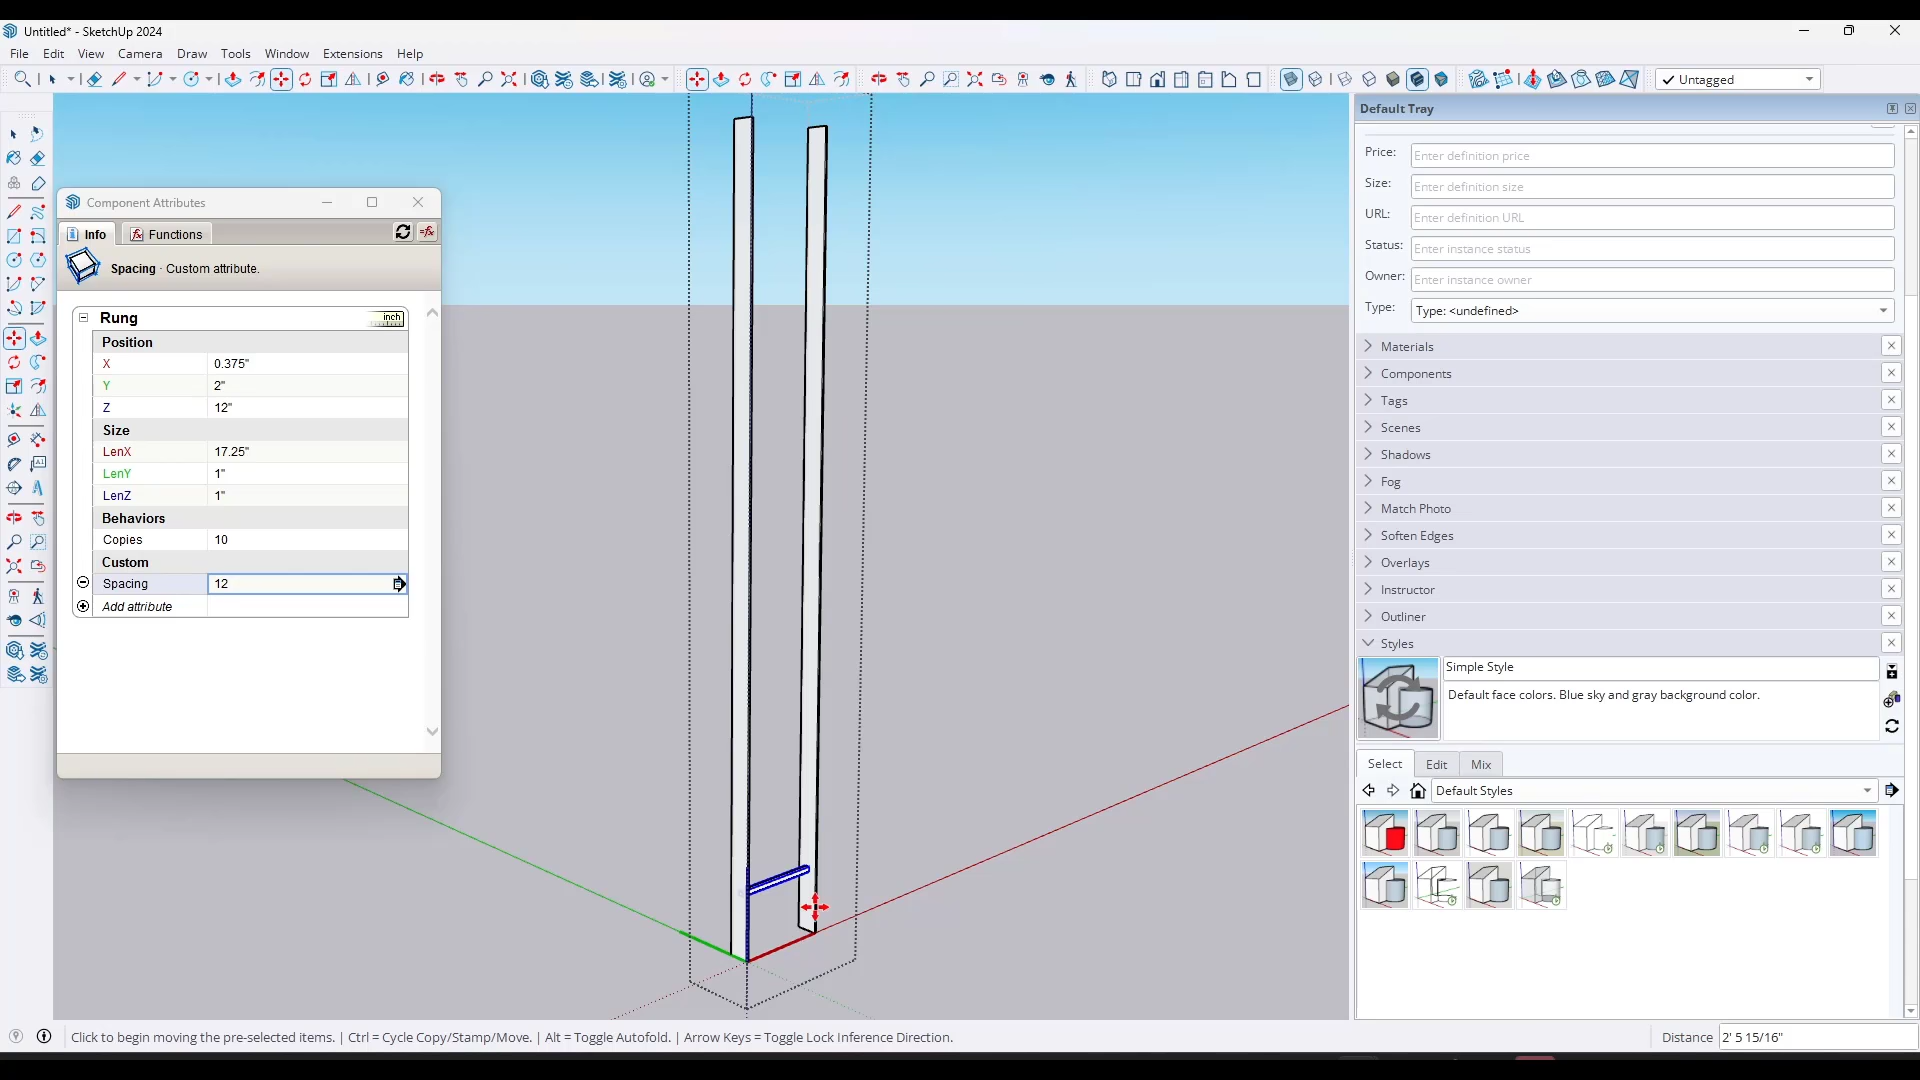 Untitled* - SketchUp 2024
File Edit View Camera Draw Tools Window Extensions Help
Untagged
Default Tray
Price: Enter definition price
Size: Enter definition size
URL: Enter definition URL
Status: Enter instance status
Owner: Enter instance owner
Type: Type: <undefined>
Materials
Components
Tags
Scenes
Shadows
Fog
Match Photo
Soften Edges
Overlays
Instructor
Outliner
Styles
Simple Style
Default face colors. Blue sky and gray background color.
Select Edit Mix
Default Styles
Component Attributes
Info Functions =fx
Spacing · Custom attribute.
Rung inch
Position
X 0.375"
Y 2"
Z 12"
Size
LenX 17.25"
LenY 1"
LenZ 1"
Behaviors
Copies 10
Custom
Spacing 12
Add attribute
Click to begin moving the pre-selected items. | Ctrl = Cycle Copy/Stamp/Move. | Alt = Toggle Autofold. | Arrow Keys = Toggle Lock Inference Direction.
Distance 2' 5 15/16"